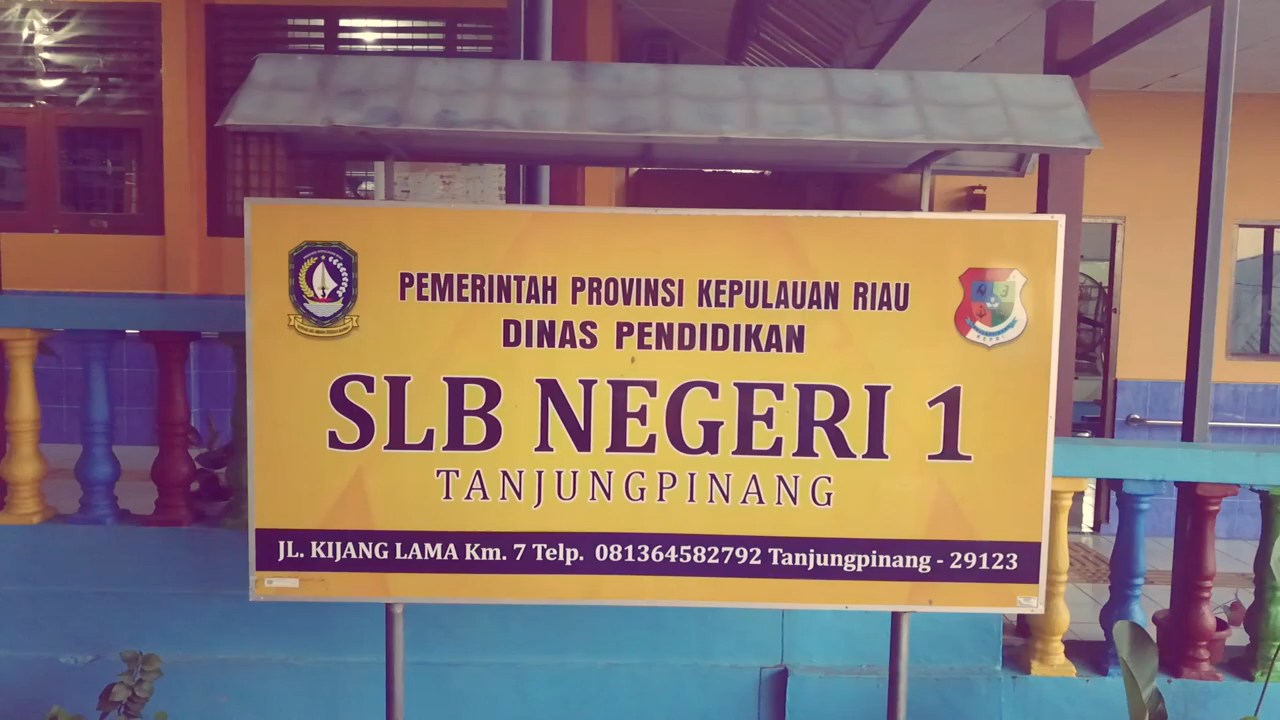 PEMERINTAH PROVINSI KEPULAUAN RIAU
DINAS PENDIDIKAN
SLB NEGERI 1
TANJUNGPINANG
JL. KIJANG LAMA Km. 7 Telp. 081364582792 Tanjungpinang - 29123